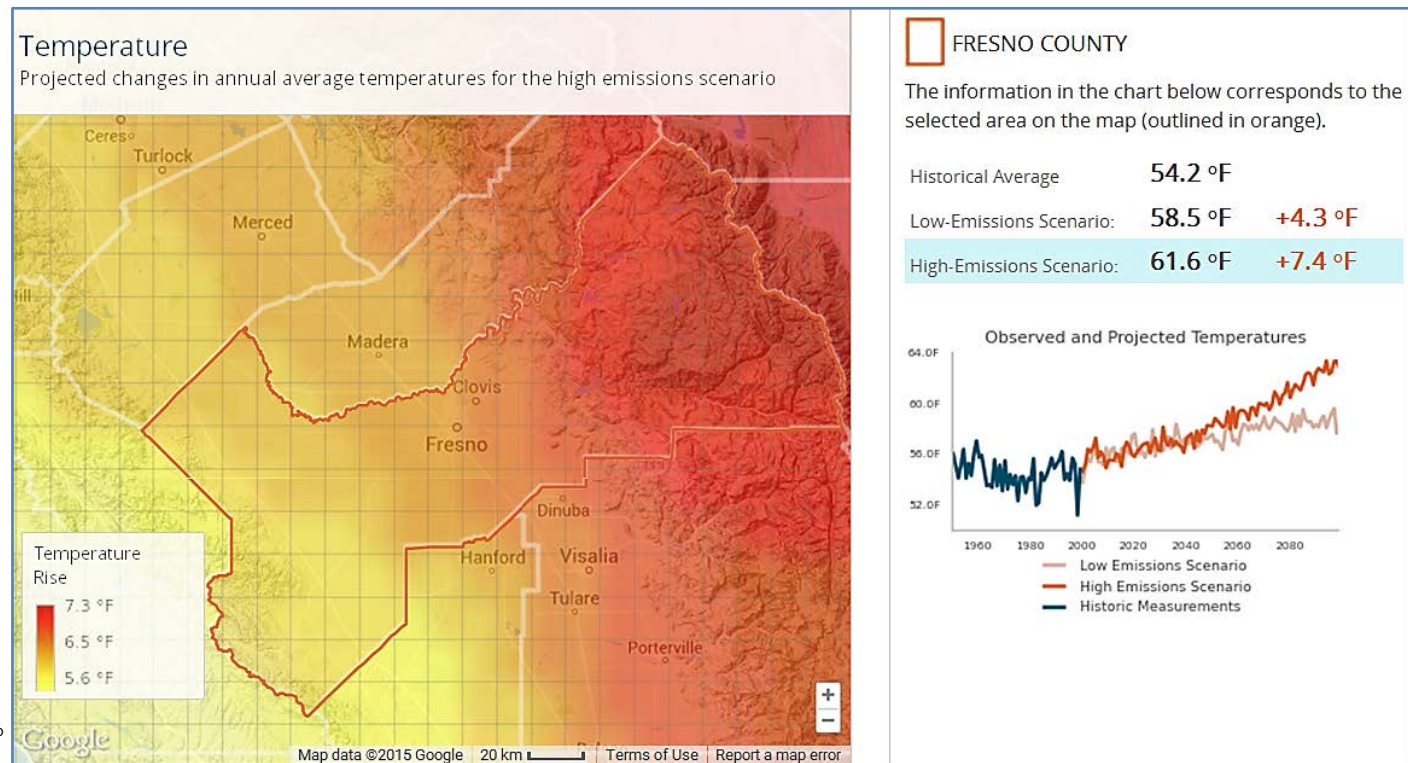 Temperature
Projected changes in annual average temperatures for the high emissions scenario
Ceres
Turlock
Merced
Madera
Clovis
Fresno
Dinuba
Hanford
Visalia
Tulare
Porterville
Temperature
Rise
7.3 °F
6.5 °F
5.6 °F
+
−
Google
Map data ©2015 Google 20 km Terms of Use Report a map error
FRESNO COUNTY
The information in the chart below corresponds to the
selected area on the map (outlined in orange).
Historical Average 54.2 °F
Low-Emissions Scenario: 58.5 °F +4.3 °F
High-Emissions Scenario: 61.6 °F +7.4 °F
Observed and Projected Temperatures
64.0F
60.0F
56.0F
52.0F
1960 1980 2000 2020 2040 2060 2080
Low Emissions Scenario
High Emissions Scenario
Historic Measurements